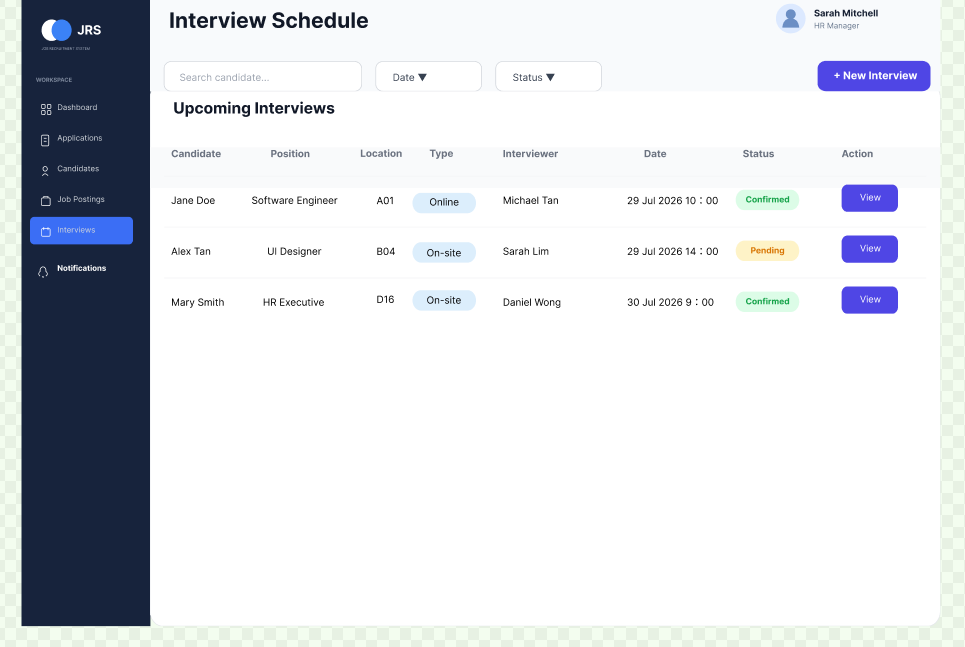 JRS
JOB RECRUITMENT SYSTEM
WORKSPACE
Dashboard
Applications
Candidates
Job Postings
Interviews
Notifications
Interview Schedule
Sarah Mitchell
HR Manager
Search candidate...
Date ▼
Status ▼
+ New Interview
Upcoming Interviews
Candidate Position Location Type Interviewer Date Status Action
Jane Doe Software Engineer A01 Online Michael Tan 29 Jul 2026 10：00 Confirmed View
Alex Tan UI Designer B04 On-site Sarah Lim 29 Jul 2026 14：00 Pending View
Mary Smith HR Executive D16 On-site Daniel Wong 30 Jul 2026 9：00 Confirmed View